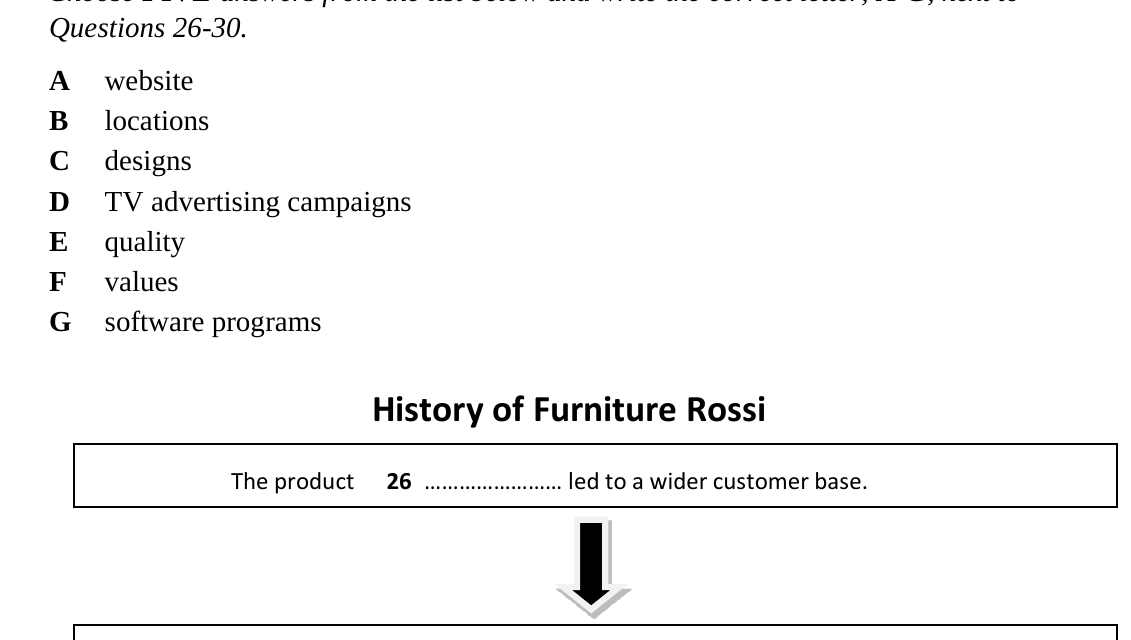 Questions 26-30.
A website
B locations
C designs
D TV advertising campaigns
E quality
F values
G software programs
History of Furniture Rossi
The product 26 ........................ led to a wider customer base.